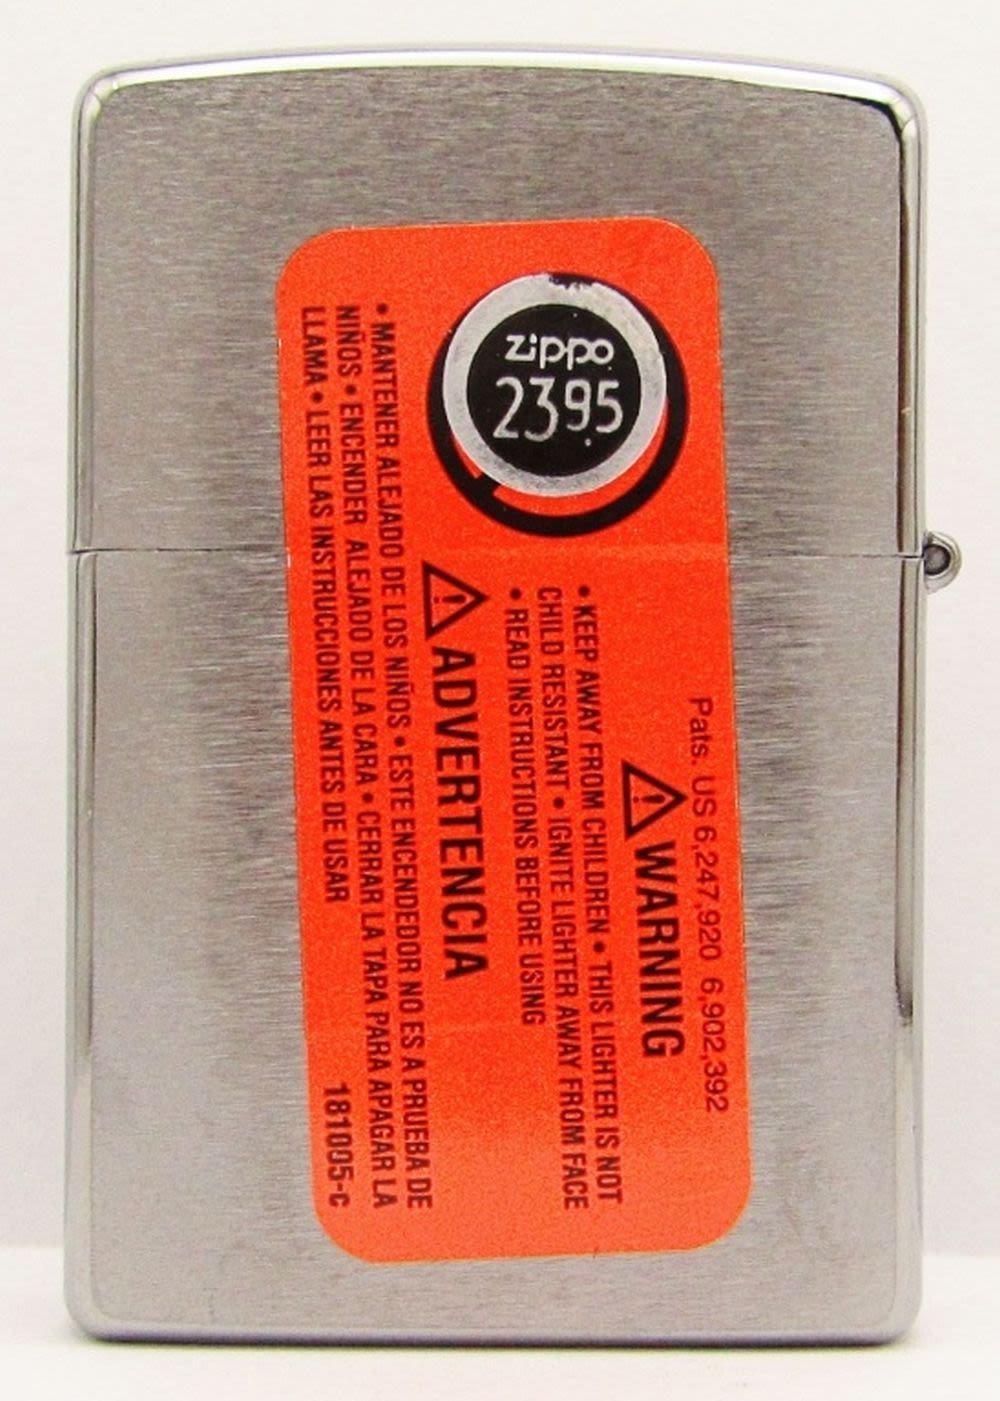 zippo
23.95
Pats. US 6,247,920 6,902,392
WARNING
• KEEP AWAY FROM CHILDREN • THIS LIGHTER IS NOT
CHILD RESISTANT • IGNITE LIGHTER AWAY FROM FACE
• READ INSTRUCTIONS BEFORE USING
ADVERTENCIA
• MANTENER ALEJADO DE LOS NIÑOS • ESTE ENCENDEDOR NO ES A PRUEBA DE
NIÑOS • ENCENDER ALEJADO DE LA CARA • CERRAR LA TAPA PARA APAGAR LA
LLAMA • LEER LAS INSTRUCCIONES ANTES DE USAR
181005-C